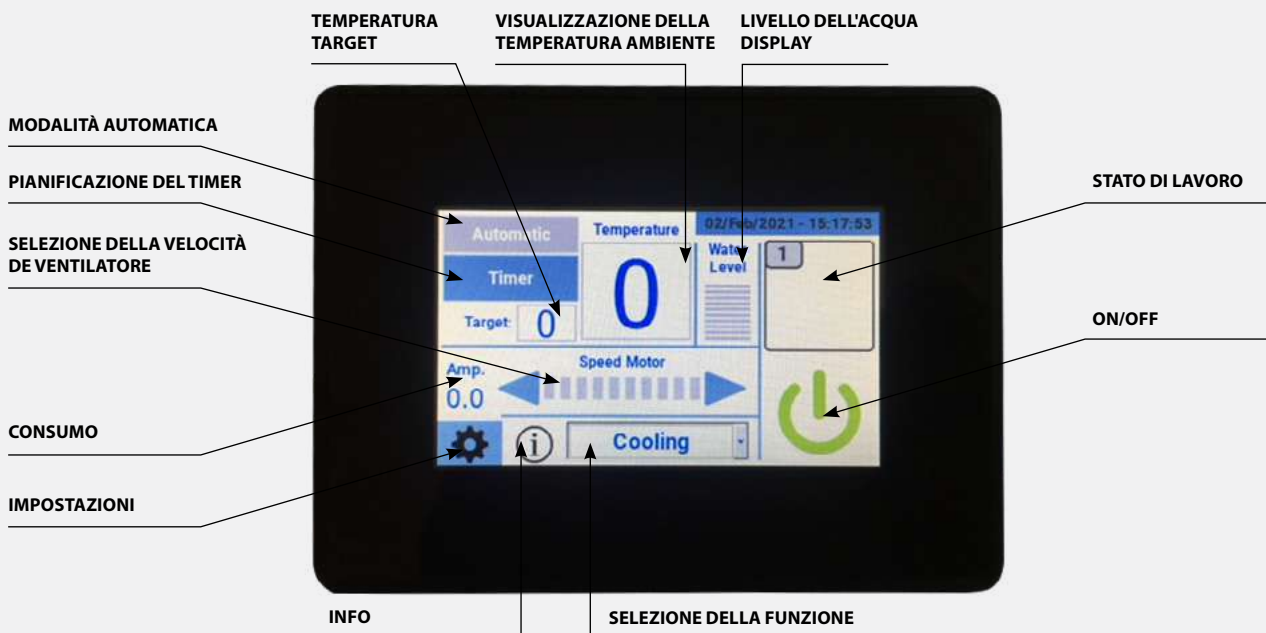 TEMPERATURA
TARGET
VISUALIZZAZIONE DELLA
TEMPERATURA AMBIENTE
LIVELLO DELL'ACQUA
DISPLAY
MODALITÀ AUTOMATICA
PIANIFICAZIONE DEL TIMER
SELEZIONE DELLA VELOCITÀ
DE VENTILATORE
CONSUMO
IMPOSTAZIONI
STATO DI LAVORO
ON/OFF
Automatic
Temperature
02/Feb/2021 - 15:17:53
Timer
Water
Level
1
0
Target:
0
Amp.
0.0
Speed Motor
i
Cooling
INFO
SELEZIONE DELLA FUNZIONE